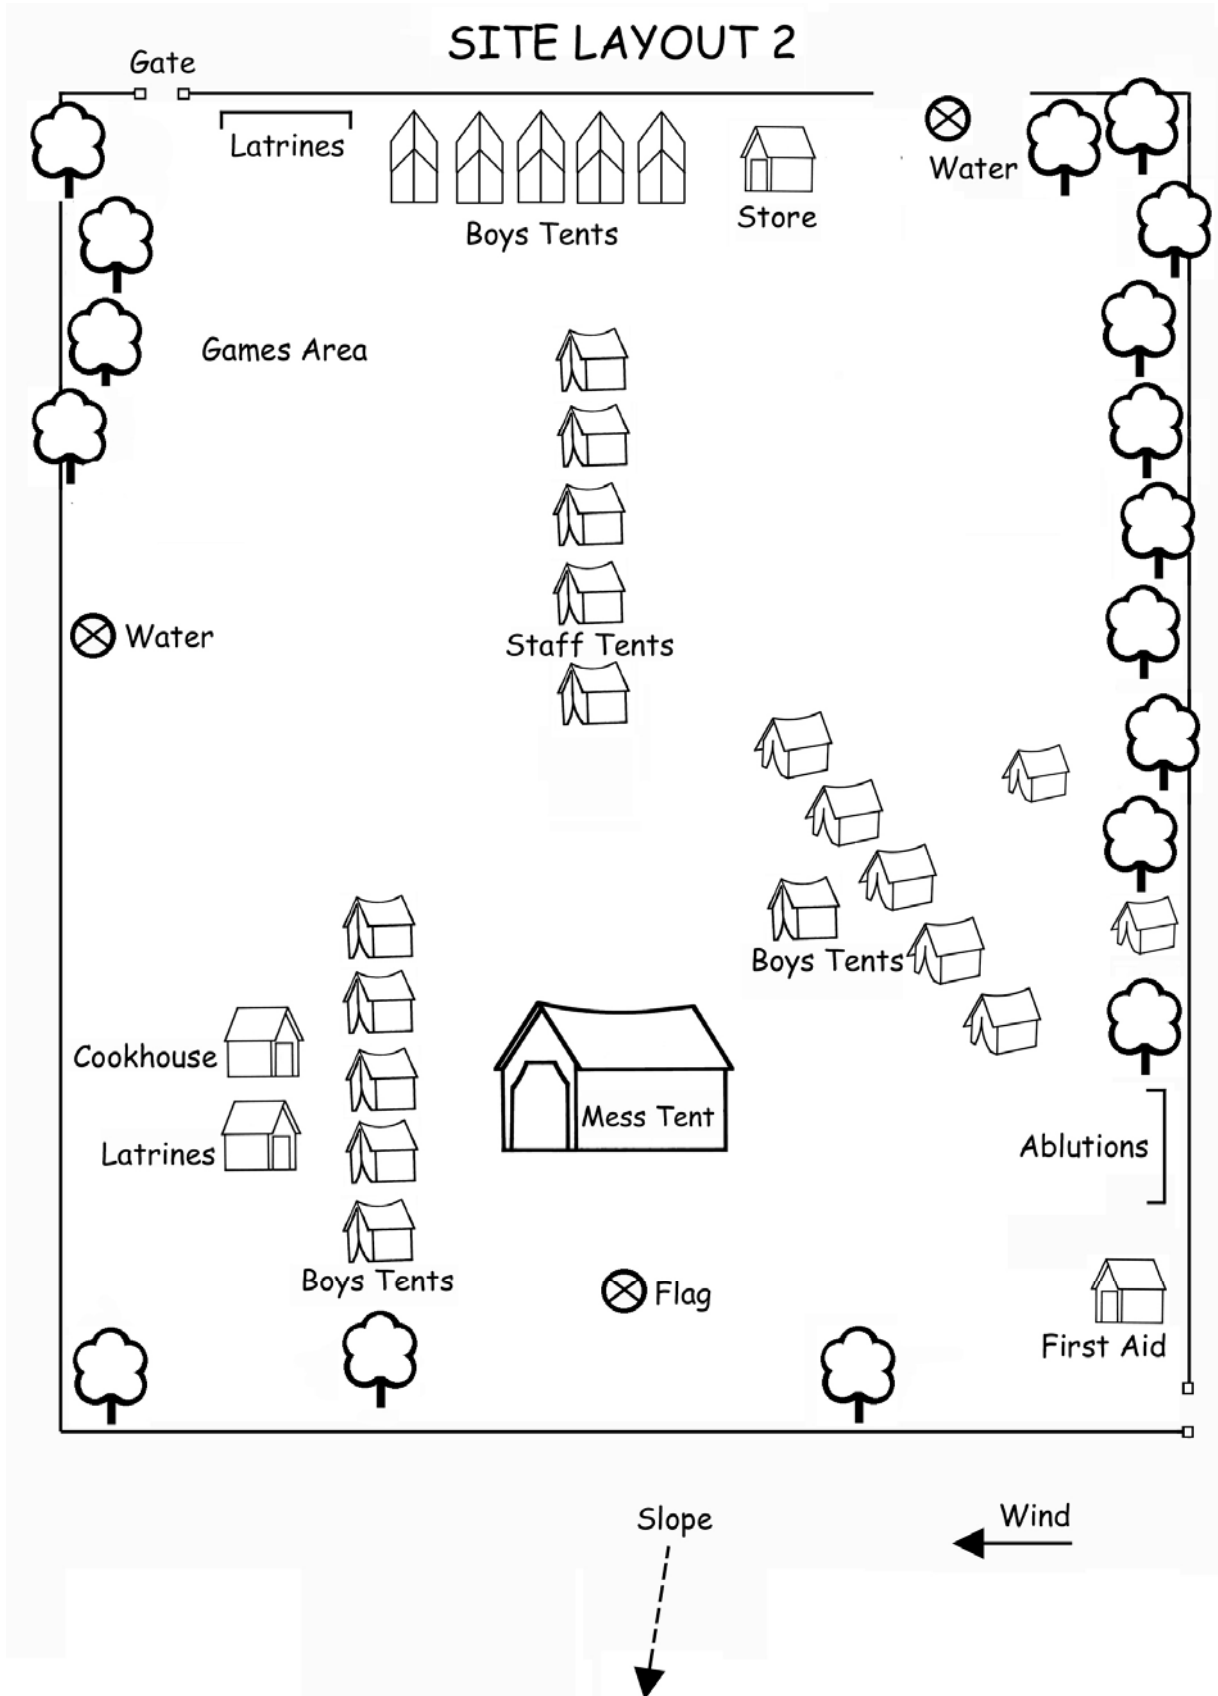 SITE LAYOUT 2
Gate
Latrines
Water
Store
Boys Tents
Games Area
Water
Staff Tents
Boys Tents
Cookhouse
Mess Tent
Latrines
Ablutions
Boys Tents
Flag
First Aid
Slope
Wind